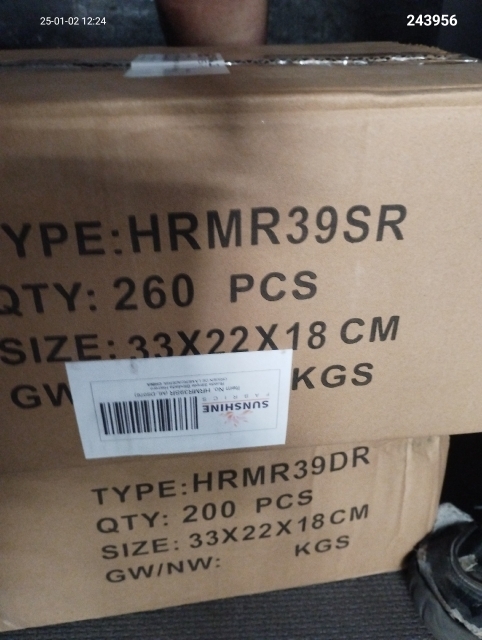 25-01-02 12:24
243956
YPE:HRMR39SR
QTY: 260 PCS
SIZE: 33X22X18 CM
GW KGS
SUNSHINE
FABRICS
TYPE:HRMR39DR
QTY: 200 PCS
SIZE: 33X22X18CM
GW/NW: KGS